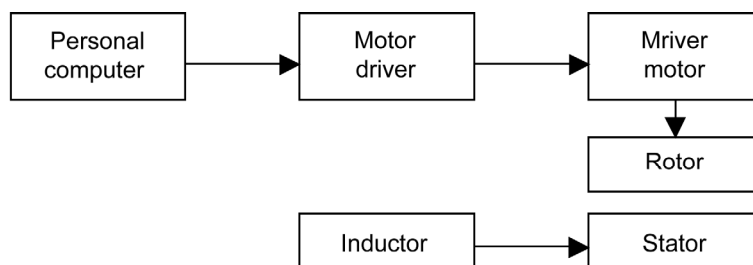 Personal
computer
Motor
driver
Mriver
motor
Rotor
Inductor
Stator